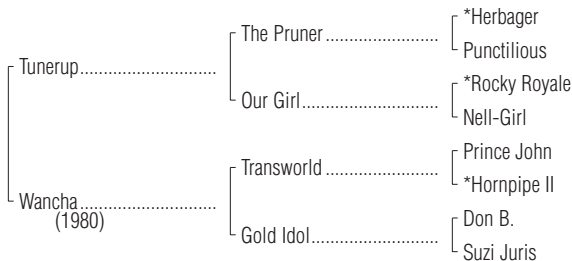 *Herbager
The Pruner
Punctilious
Tunerup
*Rocky Royale
Our Girl
Nell-Girl
Prince John
Transworld
*Hornpipe II
Wancha
(1980)
Don B.
Gold Idol
Suzi Juris